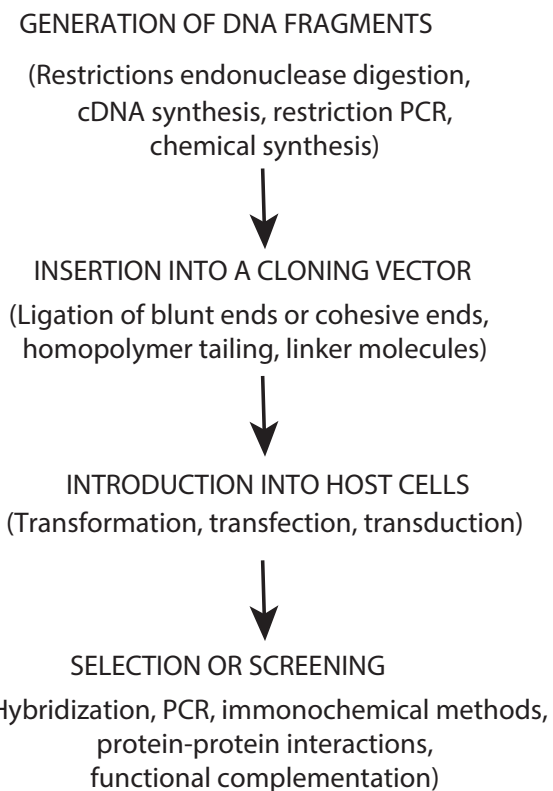 GENERATION OF DNA FRAGMENTS
(Restrictions endonuclease digestion,
cDNA synthesis, restriction PCR,
chemical synthesis)
INSERTION INTO A CLONING VECTOR
(Ligation of blunt ends or cohesive ends,
homopolymer tailing, linker molecules)
INTRODUCTION INTO HOST CELLS
(Transformation, transfection, transduction)
SELECTION OR SCREENING
Hybridization, PCR, immonochemical methods,
protein-protein interactions,
functional complementation)